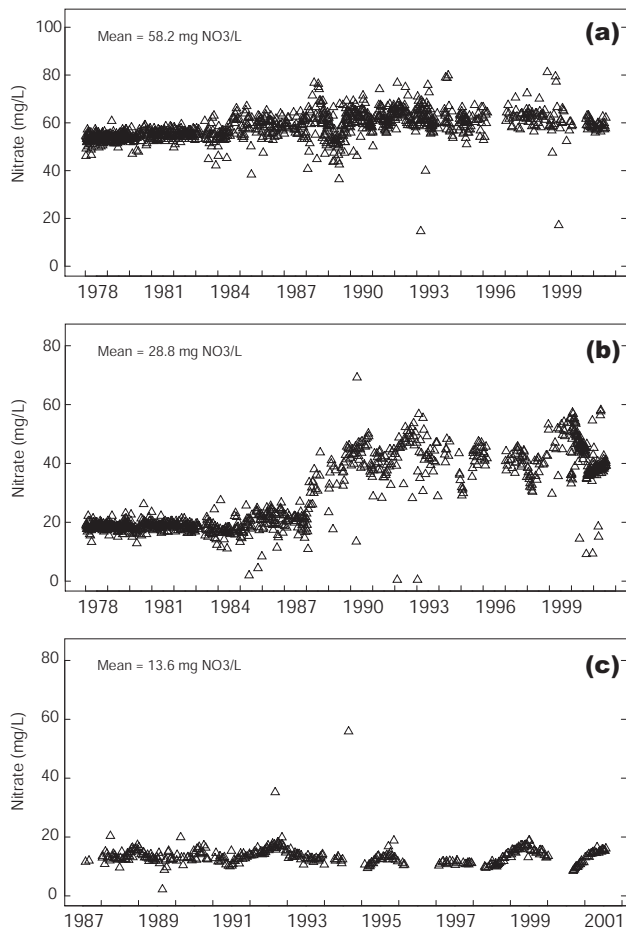 Mean = 58.2 mg NO3/L (a)
100
80
60
40
20
0
Nitrate (mg/L)
1978 1981 1984 1987 1990 1993 1996 1999
Mean = 28.8 mg NO3/L (b)
80
60
40
20
0
Nitrate (mg/L)
1978 1981 1984 1987 1990 1993 1996 1999
Mean = 13.6 mg NO3/L (c)
80
60
40
20
0
Nitrate (mg/L)
1987 1989 1991 1993 1995 1997 1999 2001